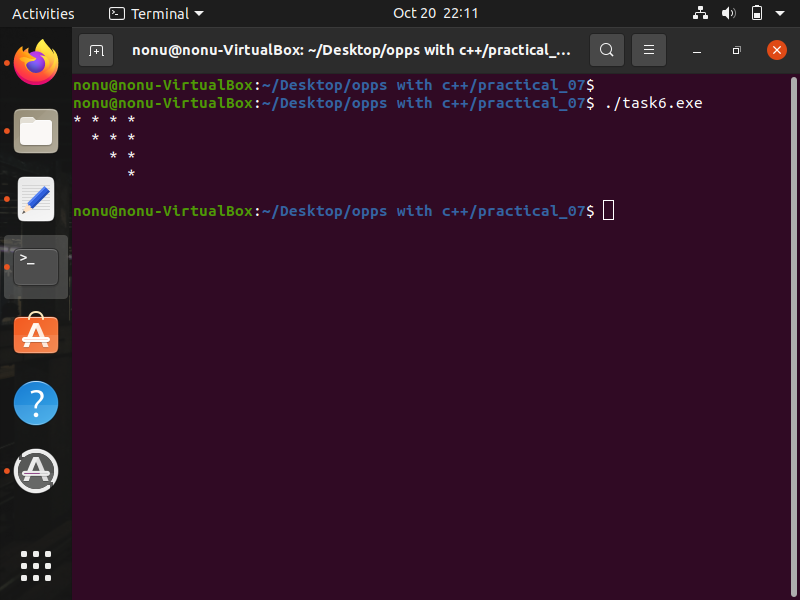 Activities Terminal Oct 20 22:11
nonu@nonu-VirtualBox: ~/Desktop/opps with c++/practical_...
nonu@nonu-VirtualBox:~/Desktop/opps with c++/practical_07$
nonu@nonu-VirtualBox:~/Desktop/opps with c++/practical_07$ ./task6.exe
* * * *
  * * *
    * *
      *
nonu@nonu-VirtualBox:~/Desktop/opps with c++/practical_07$